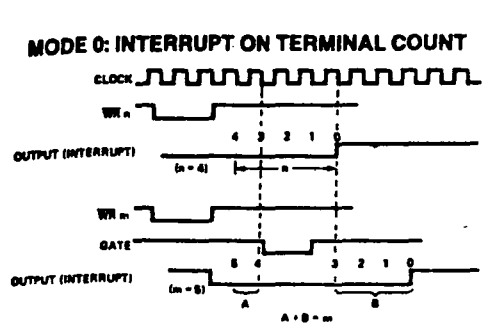 MODE 0: INTERRUPT ON TERMINAL COUNT
CLOCK
WR n
4 3 2 1 0
OUTPUT (INTERRUPT)
(n = 4)
n
WR m
GATE
5 4 3 2 1 0
OUTPUT (INTERRUPT)
(m = 5)
A B
A + B = m